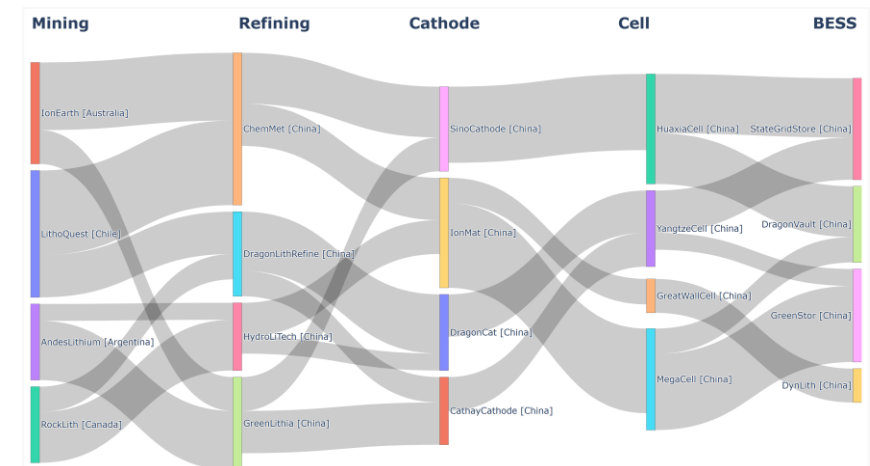 Mining Refining Cathode Cell BESS
IonEarth [Australia]
LithoQuest [Chile]
AndesLithium [Argentina]
RockLith [Canada]
ChemMet [China]
DragonLithRefine [China]
HydroLiTech [China]
GreenLithia [China]
SinoCathode [China]
IonMat [China]
DragonCat [China]
CathayCathode [China]
HuaxiaCell [China]
YangtzeCell [China]
GreatWallCell [China]
MegaCell [China]
StateGridStore [China]
DragonVault [China]
GreenStor [China]
DynLith [China]